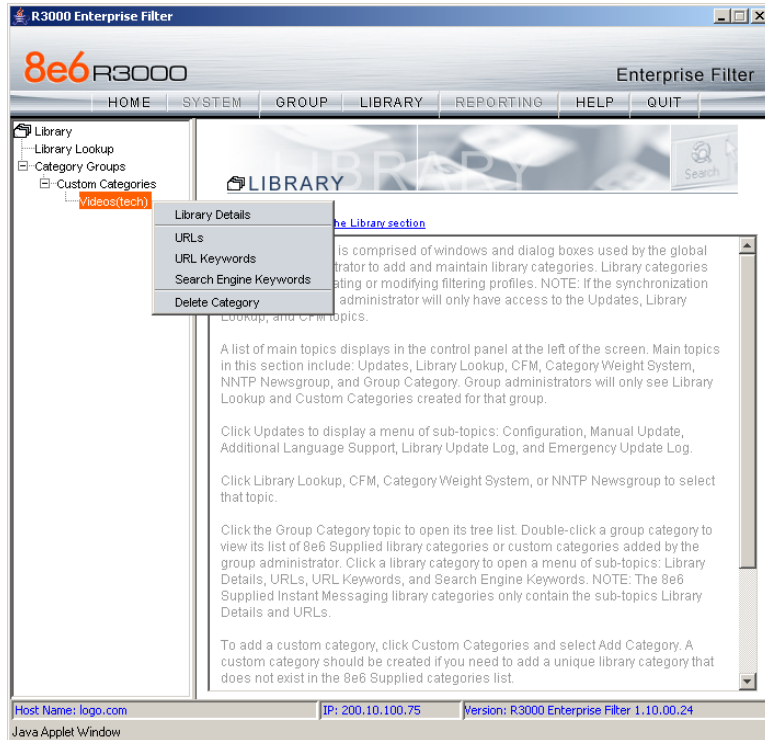 R3000 Enterprise Filter
8e6 R3000
Enterprise Filter
HOME SYSTEM GROUP LIBRARY REPORTING HELP QUIT
Library
Library Lookup
Category Groups
Custom Categories
Videos(tech)
Library Details
URLs
URL Keywords
Search Engine Keywords
Delete Category
LIBRARY
Search
LIBRARY
he Library section
is comprised of windows and dialog boxes used by the global
trator to add and maintain library categories. Library categories
ating or modifying filtering profiles. NOTE: If the synchronization
administrator will only have access to the Updates, Library
Lookup, and CFM topics.
A list of main topics displays in the control panel at the left of the screen. Main topics
in this section include: Updates, Library Lookup, CFM, Category Weight System,
NNTP Newsgroup, and Group Category. Group administrators will only see Library
Lookup and Custom Categories created for that group.
Click Updates to display a menu of sub-topics: Configuration, Manual Update,
Additional Language Support, Library Update Log, and Emergency Update Log.
Click Library Lookup, CFM, Category Weight System, or NNTP Newsgroup to select
that topic.
Click the Group Category topic to open its tree list. Double-click a group category to
view its list of 8e6 Supplied library categories or custom categories added by the
group administrator. Click a library category to open a menu of sub-topics: Library
Details, URLs, URL Keywords, and Search Engine Keywords. NOTE: The 8e6
Supplied Instant Messaging library categories only contain the sub-topics Library
Details and URLs.
To add a custom category, click Custom Categories and select Add Category. A
custom category should be created if you need to add a unique library category that
does not exist in the 8e6 Supplied categories list.
Host Name: logo.com IP: 200.10.100.75 Version: R3000 Enterprise Filter 1.10.00.24
Java Applet Window